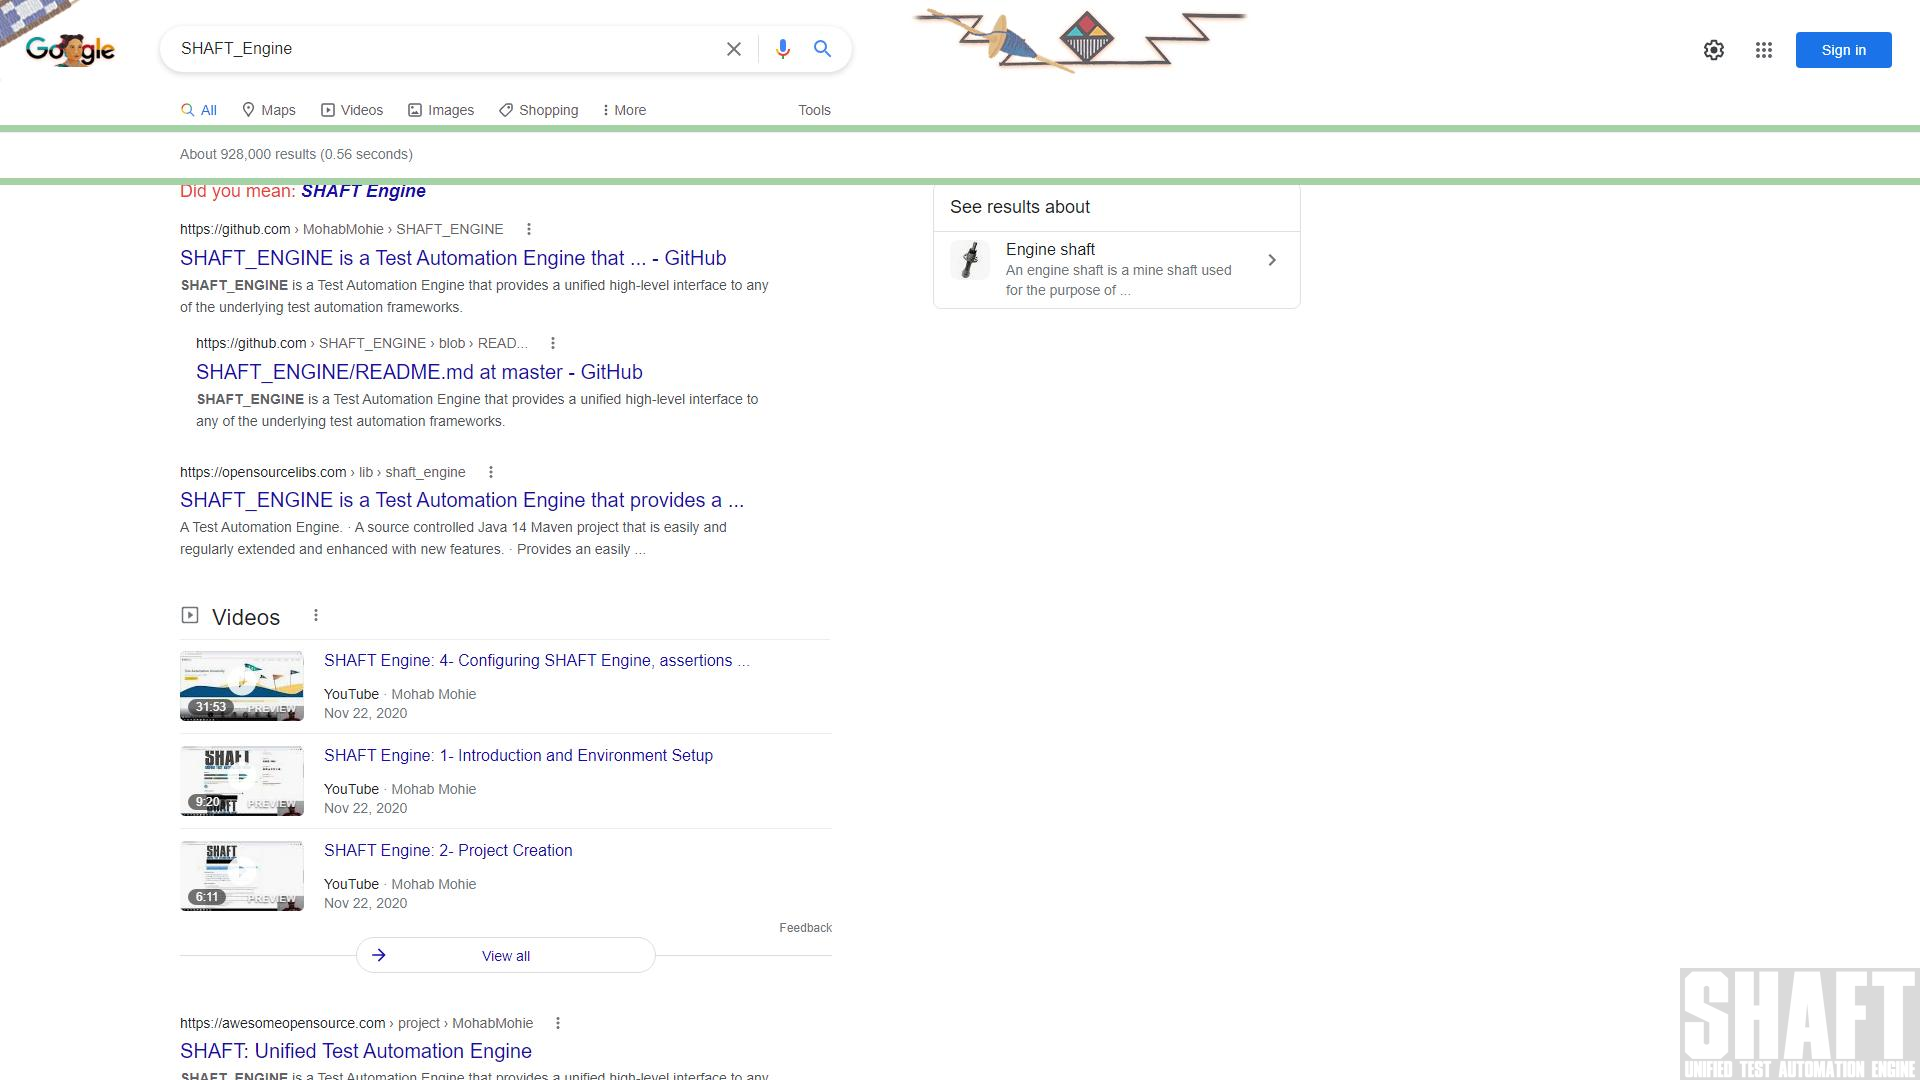 Google
SHAFT_Engine
Sign in
All
Maps
Videos
Images
Shopping
More
Tools
About 928,000 results (0.56 seconds)
Did you mean: SHAFT Engine
https://github.com › MohabMohie › SHAFT_ENGINE
SHAFT_ENGINE is a Test Automation Engine that ... - GitHub
SHAFT_ENGINE is a Test Automation Engine that provides a unified high-level interface to any
of the underlying test automation frameworks.
https://github.com › SHAFT_ENGINE › blob › READ...
SHAFT_ENGINE/README.md at master - GitHub
SHAFT_ENGINE is a Test Automation Engine that provides a unified high-level interface to
any of the underlying test automation frameworks.
https://opensourcelibs.com › lib › shaft_engine
SHAFT_ENGINE is a Test Automation Engine that provides a ...
A Test Automation Engine. · A source controlled Java 14 Maven project that is easily and
regularly extended and enhanced with new features. · Provides an easily ...
Videos
SHAFT Engine: 4- Configuring SHAFT Engine, assertions ...
YouTube · Mohab Mohie
Nov 22, 2020
31:53
PREVIEW
SHAFT Engine: 1- Introduction and Environment Setup
YouTube · Mohab Mohie
Nov 22, 2020
SHAFT
9:20
PREVIEW
SHAFT
SHAFT Engine: 2- Project Creation
YouTube · Mohab Mohie
Nov 22, 2020
SHAFT
6:11
PREVIEW
Feedback
View all
https://awesomeopensource.com › project › MohabMohie
SHAFT: Unified Test Automation Engine
SHAFT_ENGINE is a Test Automation Engine that provides a unified high-level interface to any
See results about
Engine shaft
An engine shaft is a mine shaft used
for the purpose of ...
SHAFT
UNIFIED TEST AUTOMATION ENGINE